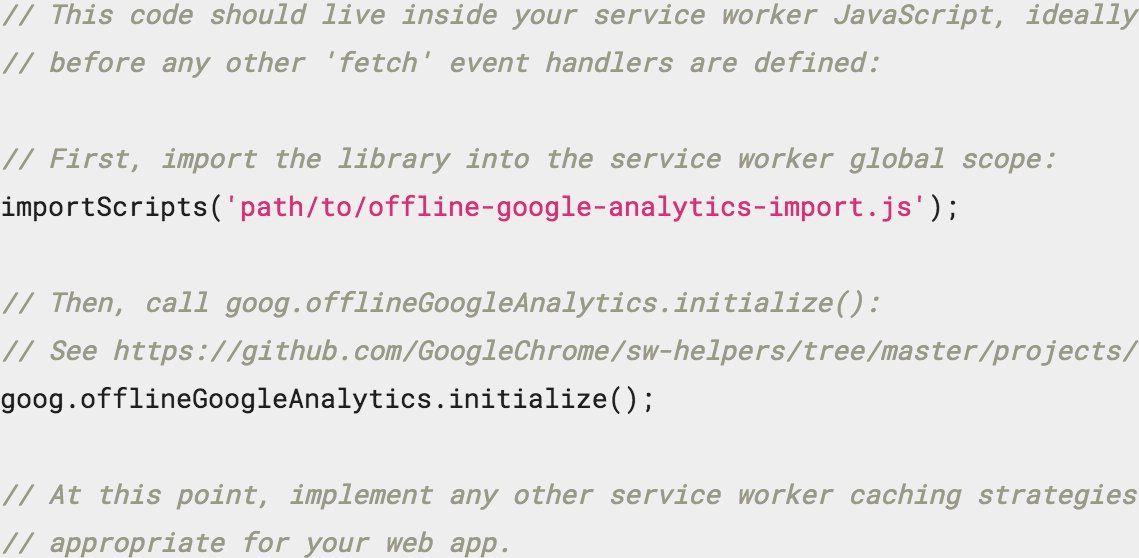 // This code should live inside your service worker JavaScript, ideally
// before any other 'fetch' event handlers are defined:
// First, import the library into the service worker global scope:
importScripts('path/to/offline-google-analytics-import.js');
// Then, call goog.offlineGoogleAnalytics.initialize():
// See https://github.com/GoogleChrome/sw-helpers/tree/master/projects/
goog.offlineGoogleAnalytics.initialize();
// At this point, implement any other service worker caching strategies
// appropriate for your web app.